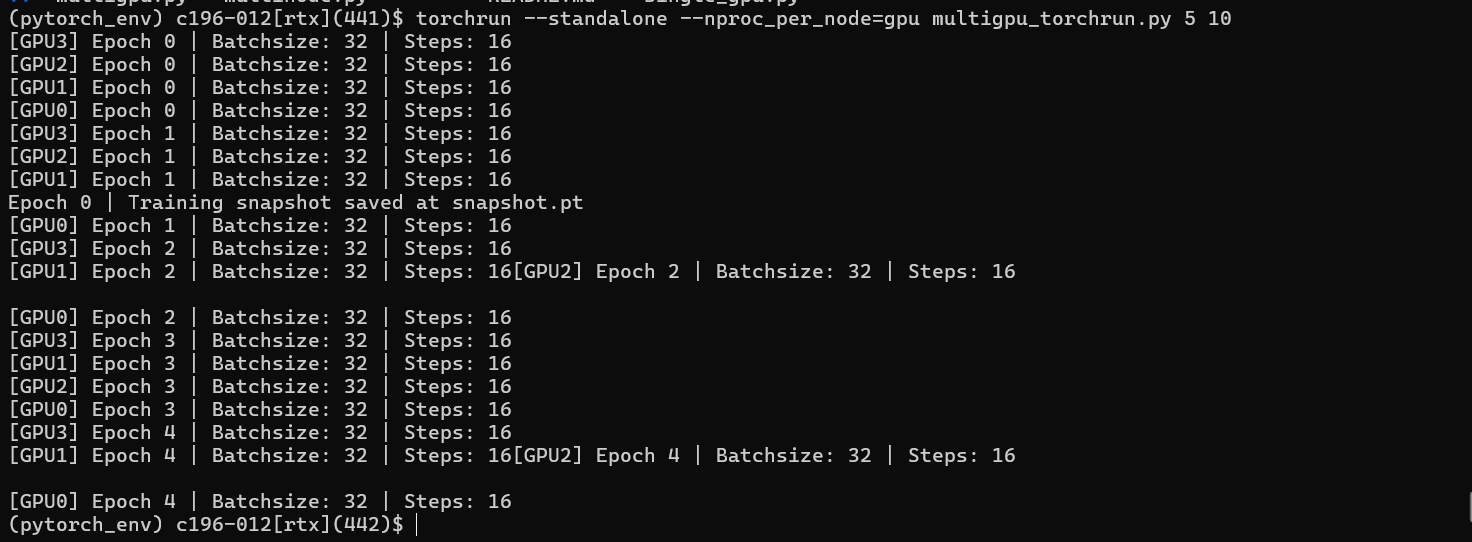 (pytorch_env) c196-012[rtx](441)$ torchrun --standalone --nproc_per_node=gpu multigpu_torchrun.py 5 10
[GPU3] Epoch 0 | Batchsize: 32 | Steps: 16
[GPU2] Epoch 0 | Batchsize: 32 | Steps: 16
[GPU1] Epoch 0 | Batchsize: 32 | Steps: 16
[GPU0] Epoch 0 | Batchsize: 32 | Steps: 16
[GPU3] Epoch 1 | Batchsize: 32 | Steps: 16
[GPU2] Epoch 1 | Batchsize: 32 | Steps: 16
[GPU1] Epoch 1 | Batchsize: 32 | Steps: 16
Epoch 0 | Training snapshot saved at snapshot.pt
[GPU0] Epoch 1 | Batchsize: 32 | Steps: 16
[GPU3] Epoch 2 | Batchsize: 32 | Steps: 16
[GPU1] Epoch 2 | Batchsize: 32 | Steps: 16[GPU2] Epoch 2 | Batchsize: 32 | Steps: 16
[GPU0] Epoch 2 | Batchsize: 32 | Steps: 16
[GPU3] Epoch 3 | Batchsize: 32 | Steps: 16
[GPU1] Epoch 3 | Batchsize: 32 | Steps: 16
[GPU2] Epoch 3 | Batchsize: 32 | Steps: 16
[GPU0] Epoch 3 | Batchsize: 32 | Steps: 16
[GPU3] Epoch 4 | Batchsize: 32 | Steps: 16
[GPU1] Epoch 4 | Batchsize: 32 | Steps: 16[GPU2] Epoch 4 | Batchsize: 32 | Steps: 16
[GPU0] Epoch 4 | Batchsize: 32 | Steps: 16
(pytorch_env) c196-012[rtx](442)$